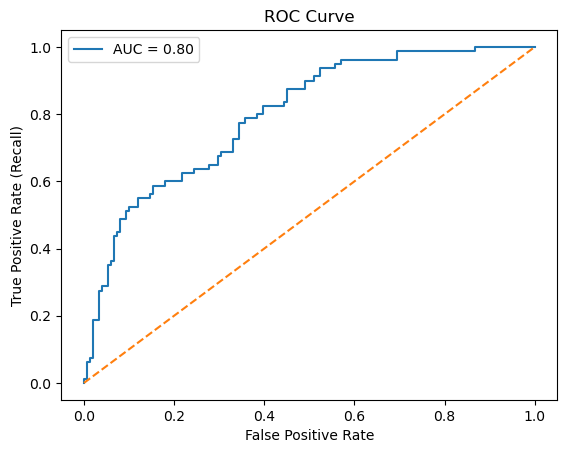 ROC Curve
AUC = 0.80
True Positive Rate (Recall)
1.0
0.8
0.6
0.4
0.2
0.0
0.0 0.2 0.4 0.6 0.8 1.0
False Positive Rate